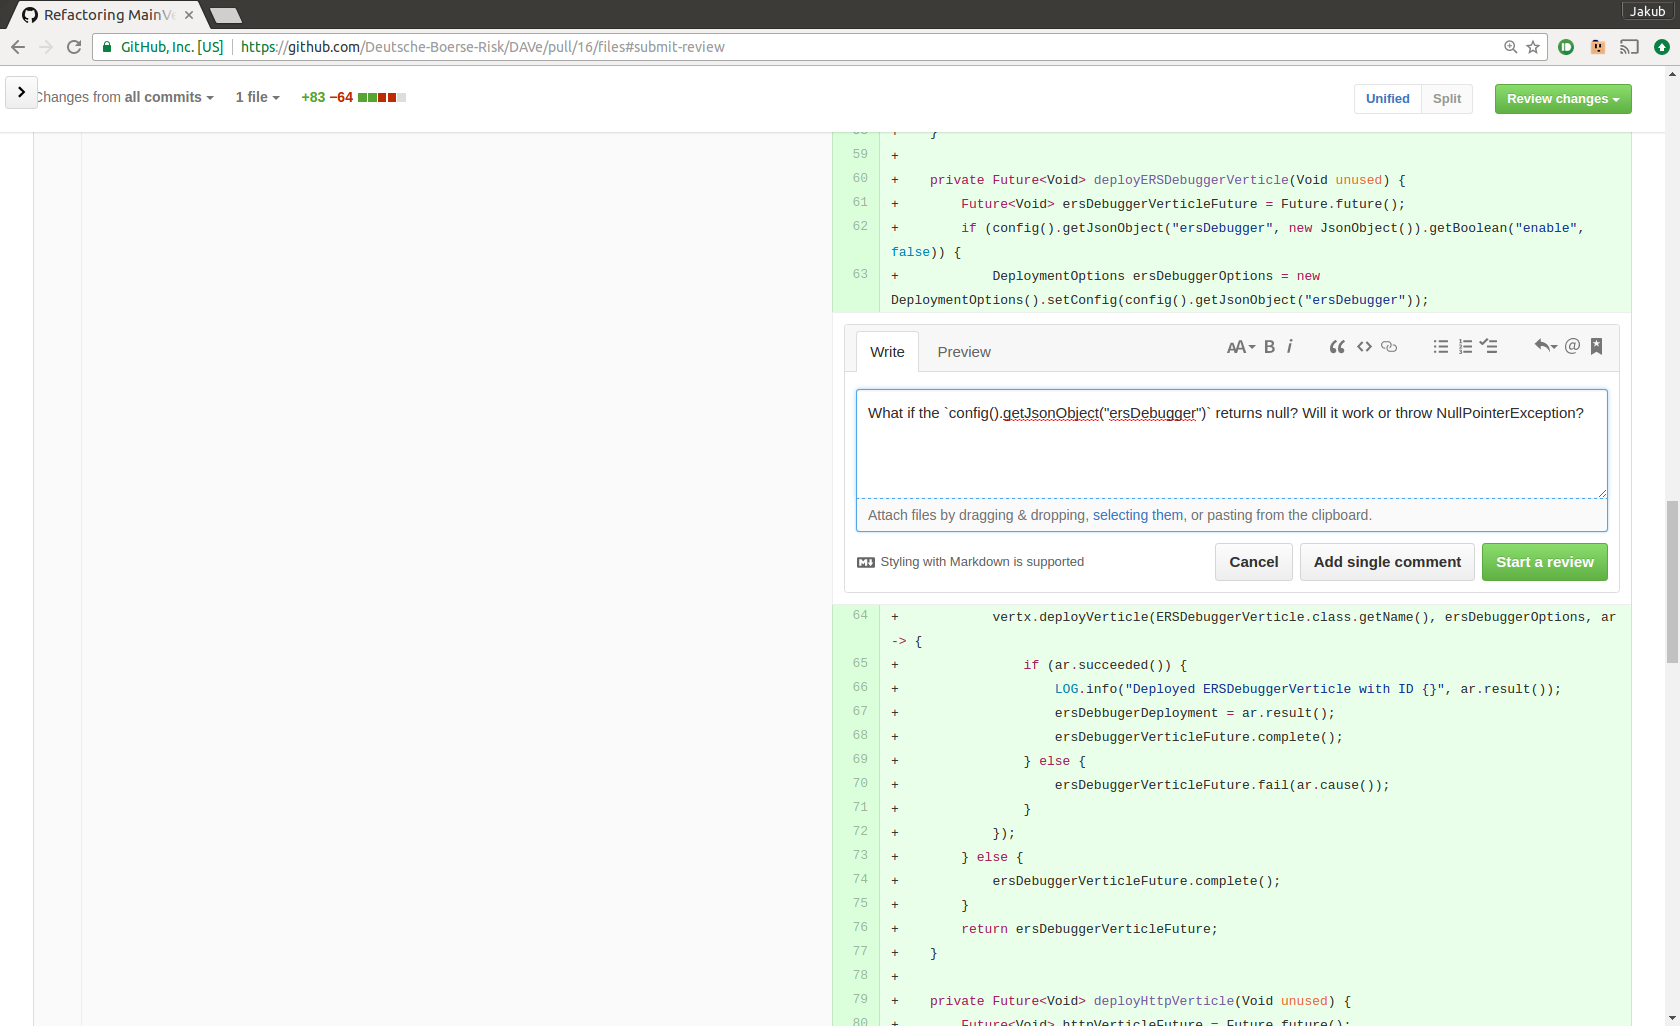 Jakub
Refactoring MainVe
GitHub, Inc. [US] https://github.com/Deutsche-Boerse-Risk/DAVe/pull/16/files#submit-review
Changes from all commits 1 file +83 −64 Unified Split Review changes
58 + }
59 +
60 + private Future<Void> deployERSDebuggerVerticle(Void unused) {
61 + Future<Void> ersDebuggerVerticleFuture = Future.future();
62 + if (config().getJsonObject("ersDebugger", new JsonObject()).getBoolean("enable",
false)) {
63 + DeploymentOptions ersDebuggerOptions = new
DeploymentOptions().setConfig(config().getJsonObject("ersDebugger"));
Write Preview AA B i @
What if the `config().getJsonObject("ersDebugger")` returns null? Will it work or throw NullPointerException?
Attach files by dragging & dropping, selecting them, or pasting from the clipboard.
Styling with Markdown is supported Cancel Add single comment Start a review
64 + vertx.deployVerticle(ERSDebuggerVerticle.class.getName(), ersDebuggerOptions, ar
-> {
65 + if (ar.succeeded()) {
66 + LOG.info("Deployed ERSDebuggerVerticle with ID {}", ar.result());
67 + ersDebbugerDeployment = ar.result();
68 + ersDebuggerVerticleFuture.complete();
69 + } else {
70 + ersDebuggerVerticleFuture.fail(ar.cause());
71 + }
72 + });
73 + } else {
74 + ersDebuggerVerticleFuture.complete();
75 + }
76 + return ersDebuggerVerticleFuture;
77 + }
78 +
79 + private Future<Void> deployHttpVerticle(Void unused) {
80 + Future<Void> httpVerticleFuture = Future.future();